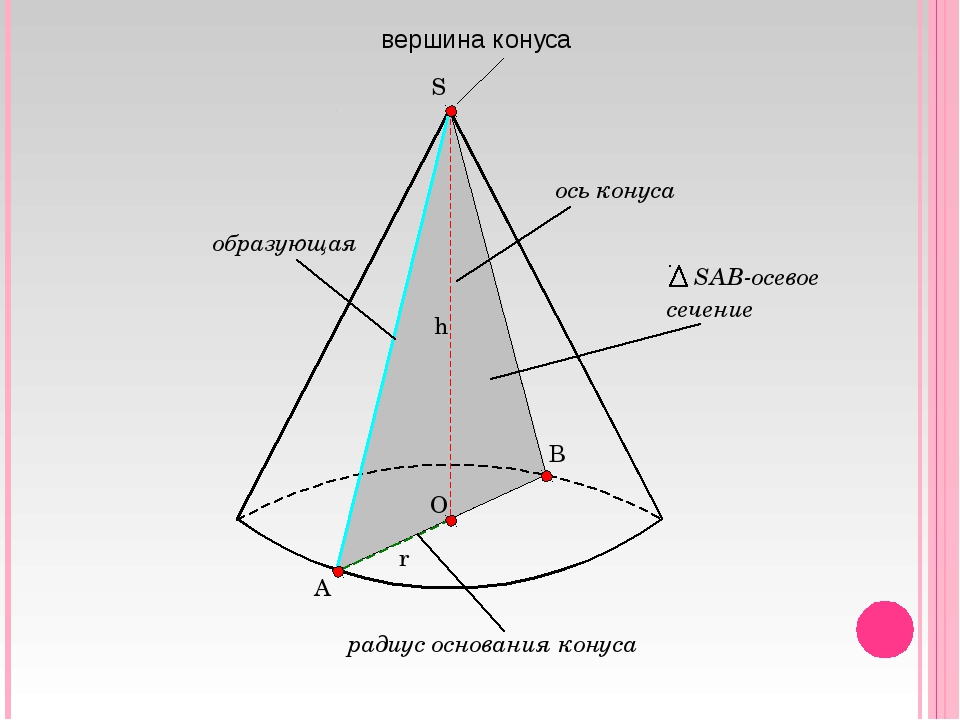 вершина конуса
S
ось конуса
образующая
SAB-осевое
сечение
h
B
O
r
A
радиус основания конуса